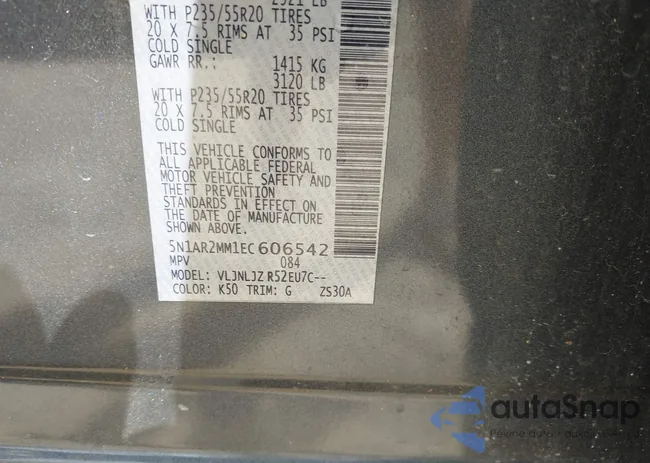 2521 LB
WITH P235/55R20 TIRES
20 X 7.5 RIMS AT 35 PSI
COLD SINGLE
GAWR RR.: 1415 KG
3120 LB
WITH P235/55R20 TIRES
20 X 7.5 RIMS AT 35 PSI
COLD SINGLE
THIS VEHICLE CONFORMS TO
ALL APPLICABLE FEDERAL
MOTOR VEHICLE SAFETY AND
THEFT PREVENTION
STANDARDS IN EFFECT ON
THE DATE OF MANUFACTURE
SHOWN ABOVE.
5N1AR2MM1EC606542
MPV 084
MODEL: VLJNLJZ R52EU7C--
COLOR: K50 TRIM: G ZS30A
autaSnap